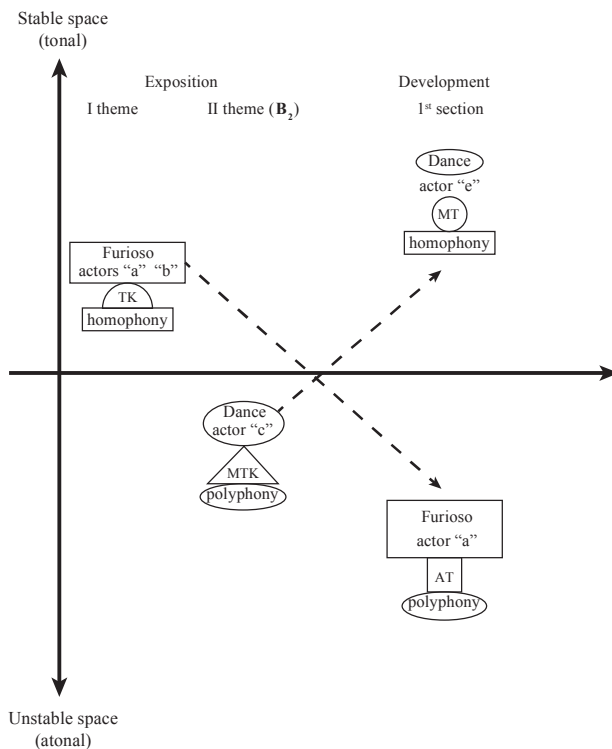 Stable space
(tonal)
Exposition
Development
I theme
II theme (B₂)
1ˢᵗ section
Dance
actor “e”
MT
homophony
Furioso
actors “a” “b”
TK
homophony
Dance
actor “c”
MTK
polyphony
Furioso
actor “a”
AT
polyphony
Unstable space
(atonal)